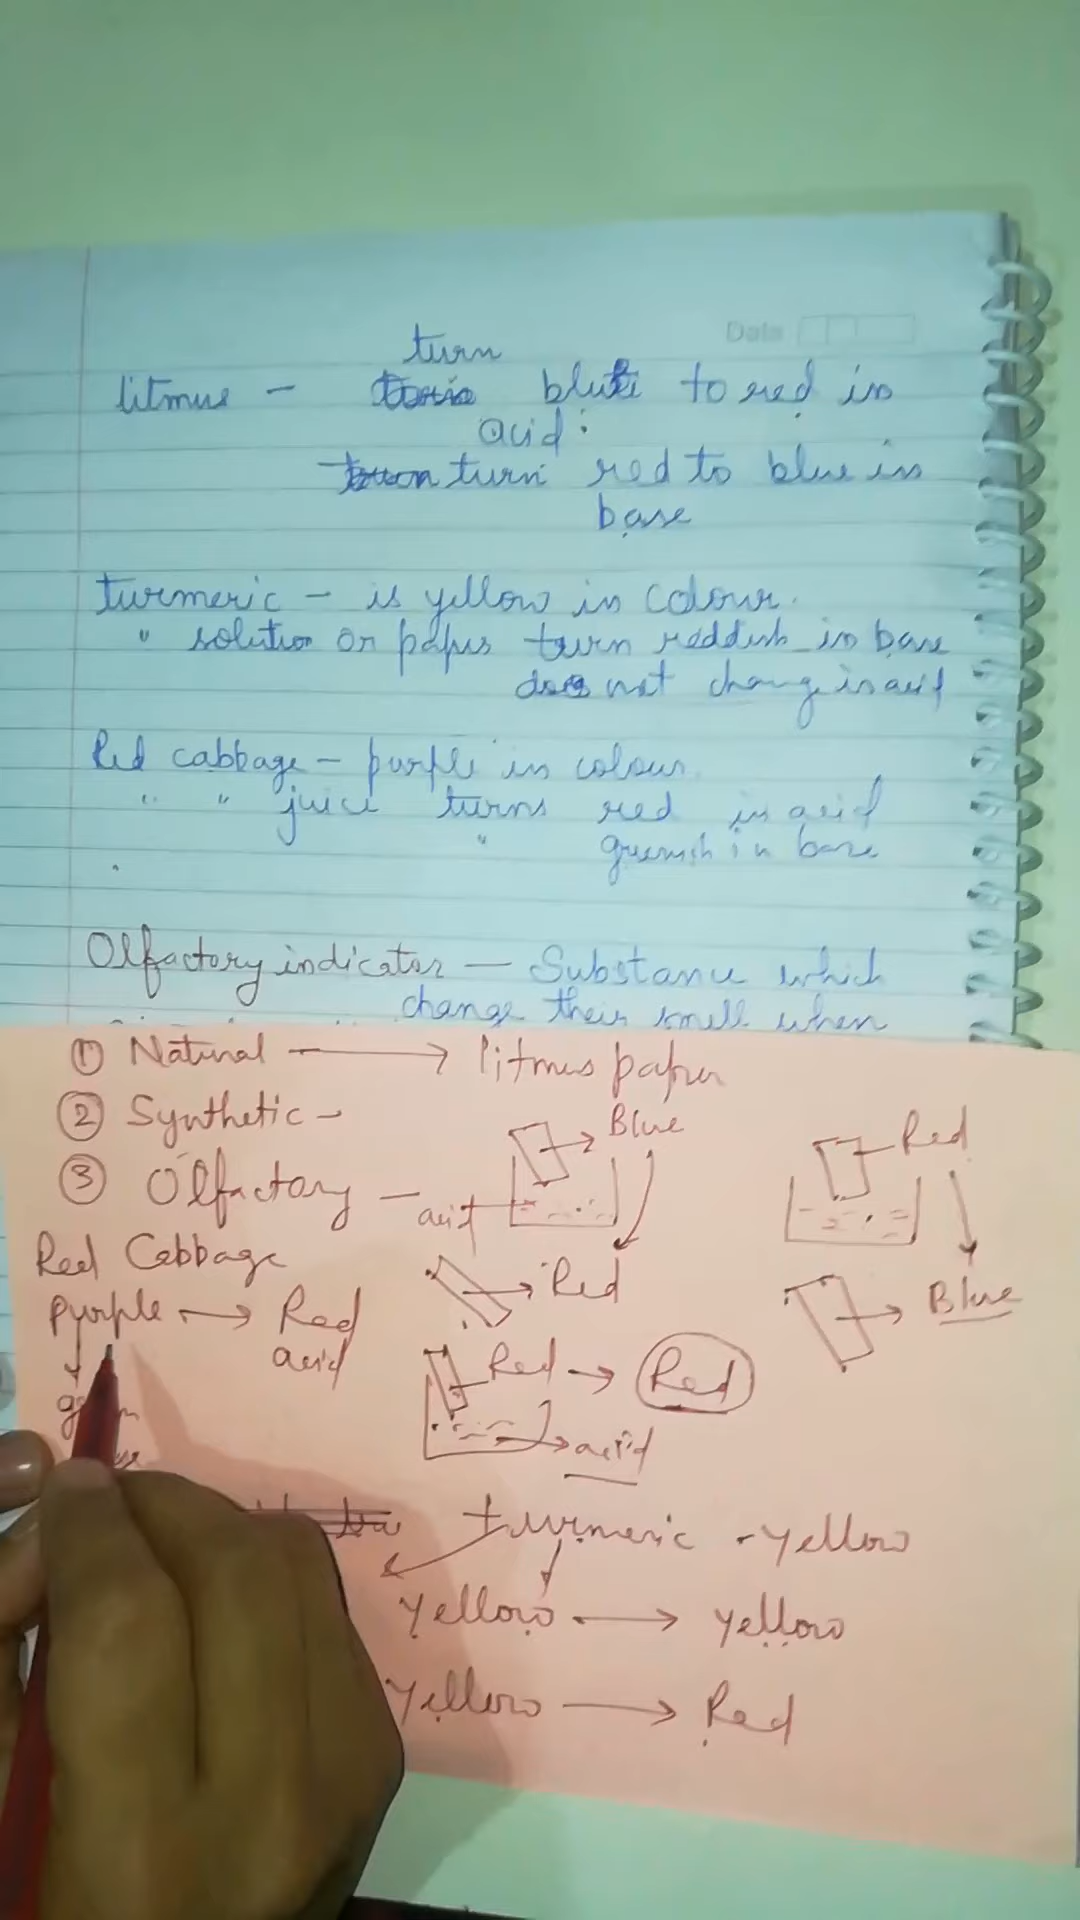 Date
turn
litmus - blue to red in
acid:
turn red to blue in
base
turmeric - is yellow in colour.
" solution or paper turn reddish in base
does not change in acid
Red cabbage - purple in colour.
" " juice turns red in acid
" greenish in base
Olfactory indicator - Substance which
change their smell when
① Natural → litmus paper
② Synthetic -
③ Olfactory -
Blue
acid
Red
Red
Blue
Red Cabbage
Purple → Red
acid
Red → Red
acid
turmeric - yellow
Yellow → yellow
Yellow → Red